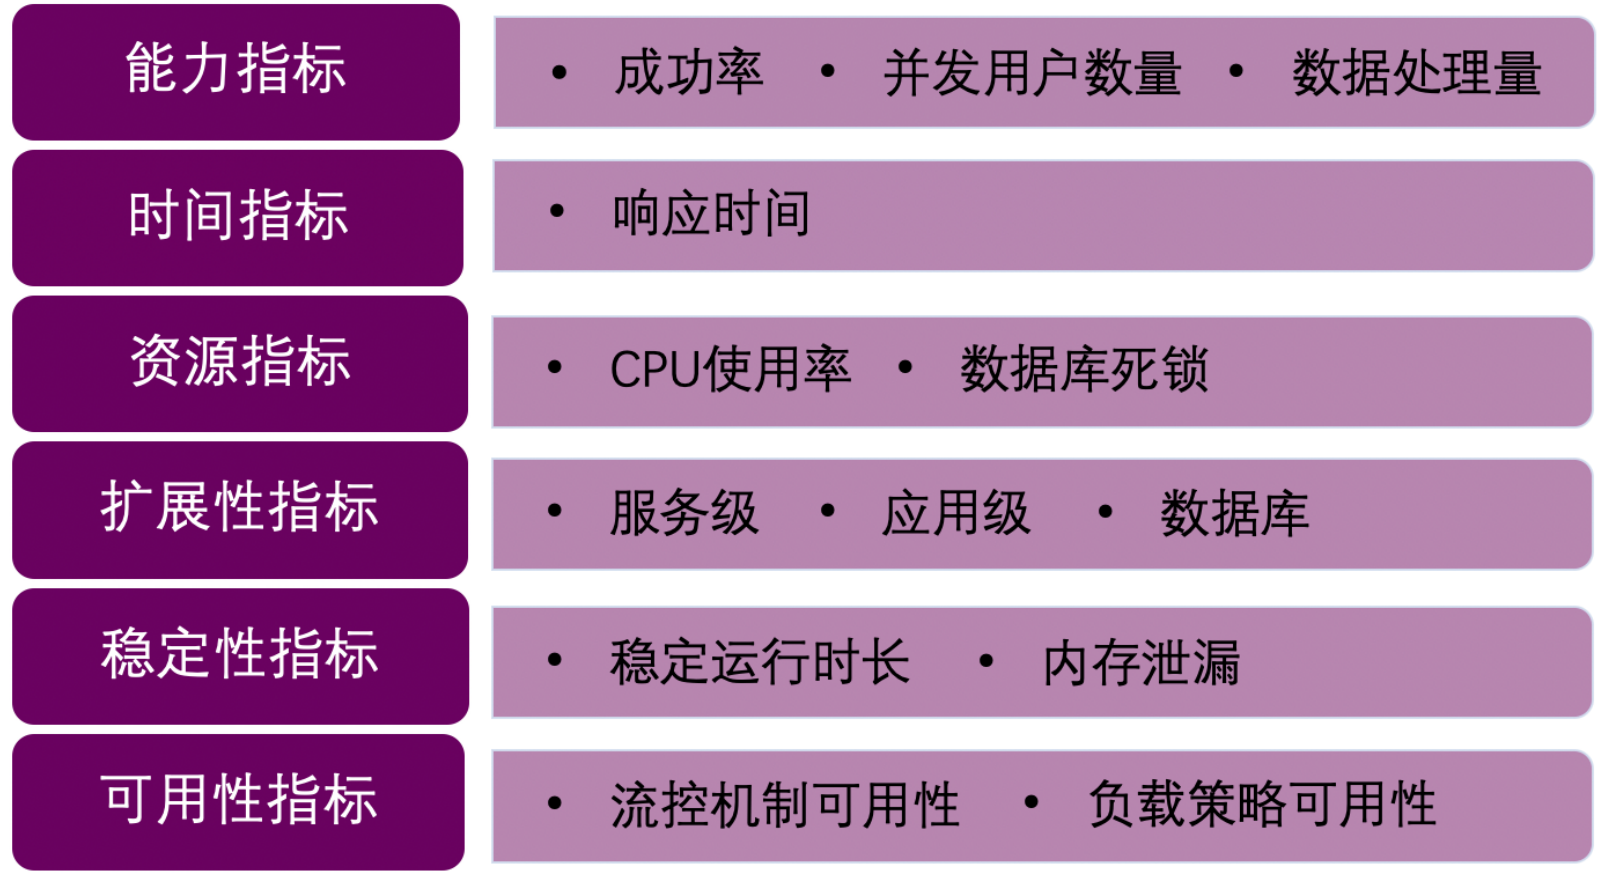 能力指标
• 成功率 • 并发用户数量 • 数据处理量
时间指标
• 响应时间
资源指标
• CPU使用率 • 数据库死锁
扩展性指标
• 服务级 • 应用级 • 数据库
稳定性指标
• 稳定运行时长 • 内存泄漏
可用性指标
• 流控机制可用性 • 负载策略可用性